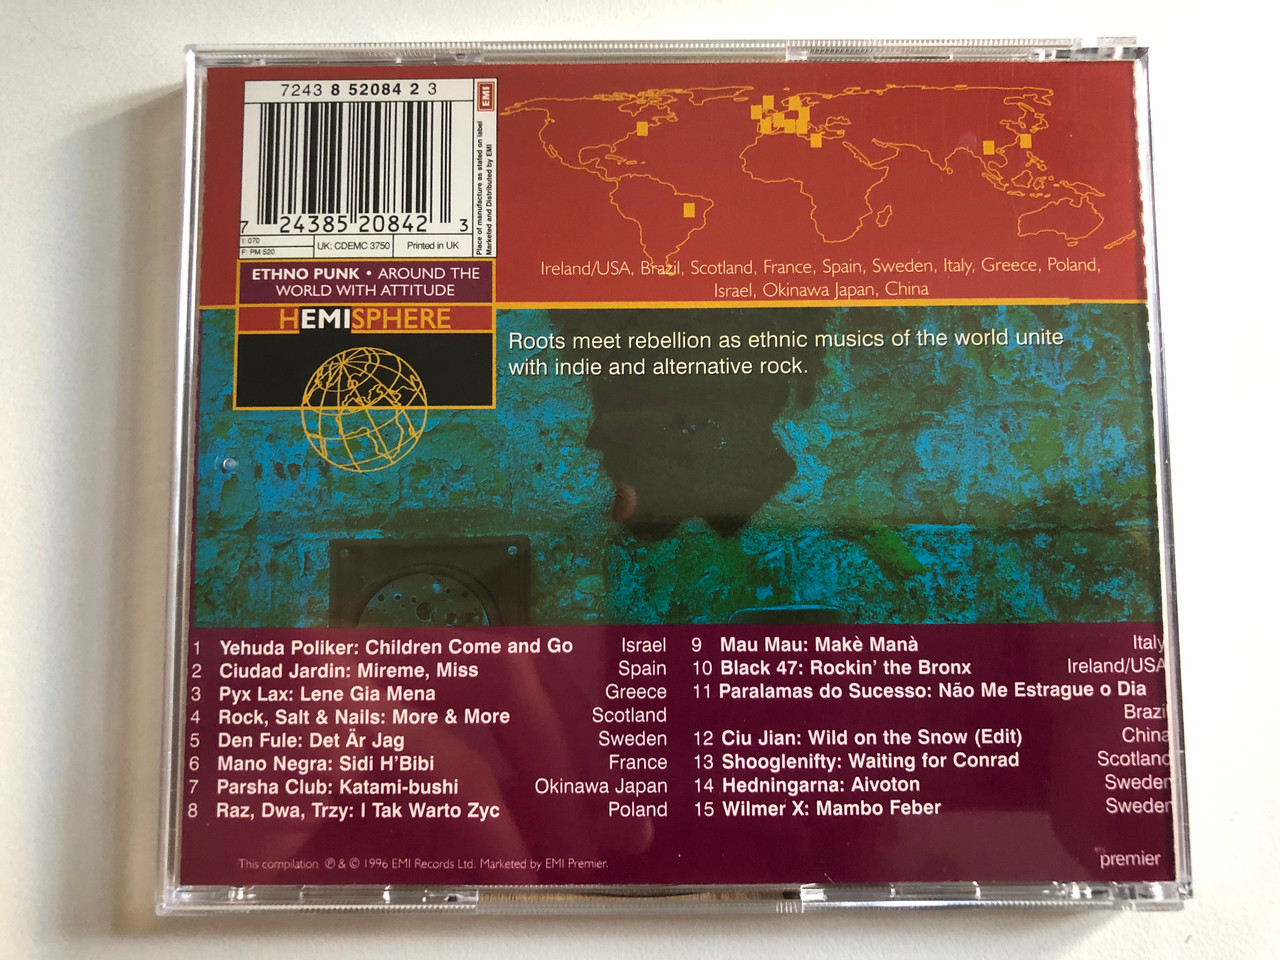 7243 8 52084 2 3
EMI
Place of manufacture as stated on label
Marketed and Distributed by EMI
7 24385 20842 3
I: 070
F: PM 520
UK: CDEMC 3750
Printed in UK
ETHNO PUNK • AROUND THE
WORLD WITH ATTITUDE
HEMISPHERE
Ireland/USA, Brazil, Scotland, France, Spain, Sweden, Italy, Greece, Poland,
Israel, Okinawa Japan, China
Roots meet rebellion as ethnic musics of the world unite
with indie and alternative rock.
1 Yehuda Poliker: Children Come and Go Israel
2 Ciudad Jardin: Mireme, Miss Spain
3 Pyx Lax: Lene Gia Mena Greece
4 Rock, Salt & Nails: More & More Scotland
5 Den Fule: Det Är Jag Sweden
6 Mano Negra: Sidi H'Bibi France
7 Parsha Club: Katami-bushi Okinawa Japan
8 Raz, Dwa, Trzy: I Tak Warto Zyc Poland
9 Mau Mau: Makè Manà Italy
10 Black 47: Rockin' the Bronx Ireland/USA
11 Paralamas do Sucesso: Não Me Estrague o Dia
Brazil
12 Ciu Jian: Wild on the Snow (Edit) China
13 Shooglenifty: Waiting for Conrad Scotland
14 Hedningarna: Aivoton Sweden
15 Wilmer X: Mambo Feber Sweden
This compilation ℗ & © 1996 EMI Records Ltd. Marketed by EMI Premier.
premier